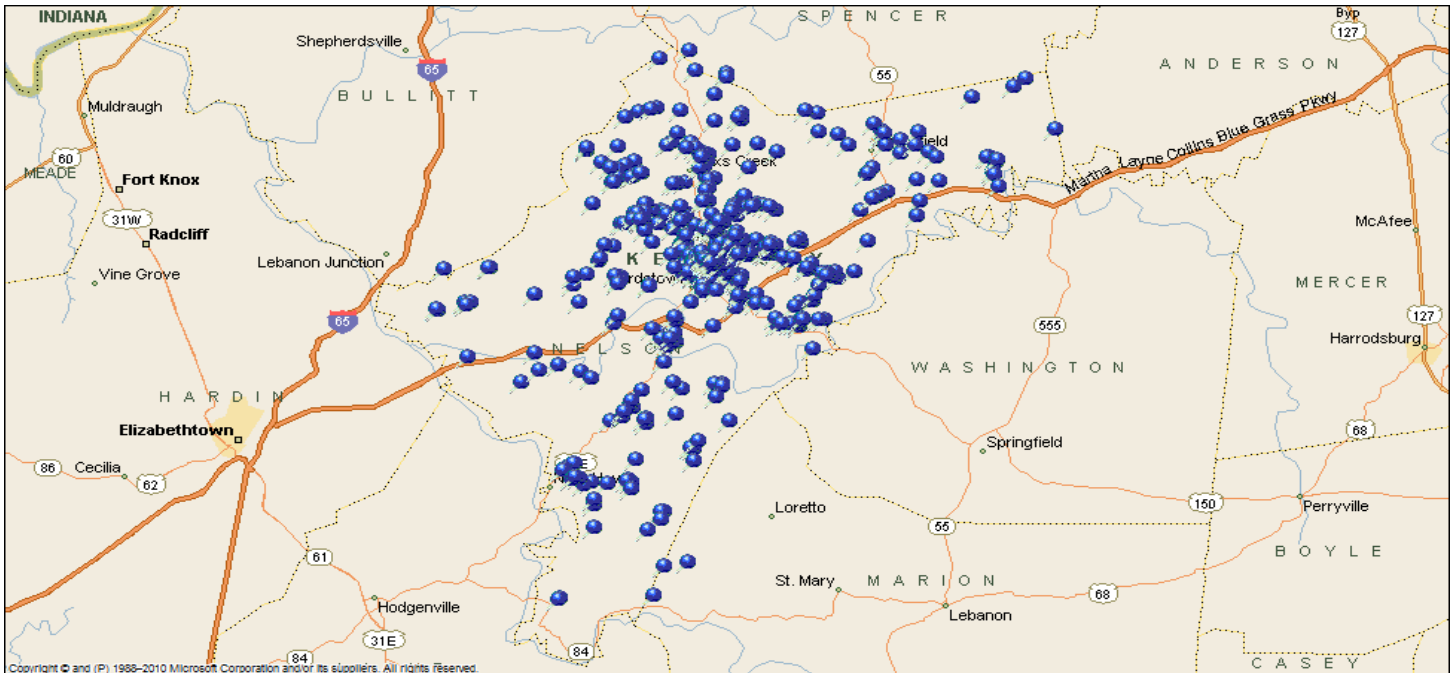 INDIANA
SPENCER
Byp
127
Shepherdsville
65
55
ANDERSON
BULLITT
Muldraugh
Martha Layne Collins Blue Grass Pkwy
60
MEADE
Fort Knox
31W
McAfee
Radcliff
Lebanon Junction
Vine Grove
MERCER
65
127
555
Harrodsburg
NELSON
WASHINGTON
HARDIN
Elizabethtown
68
Springfield
86
Cecilia
62
150
Perryville
Loretto
55
BOYLE
61
St. Mary
MARION
68
Hodgenville
Lebanon
31E
84
84
CASEY
Copyright © and (P) 1988–2010 Microsoft Corporation and/or its suppliers. All rights reserved.